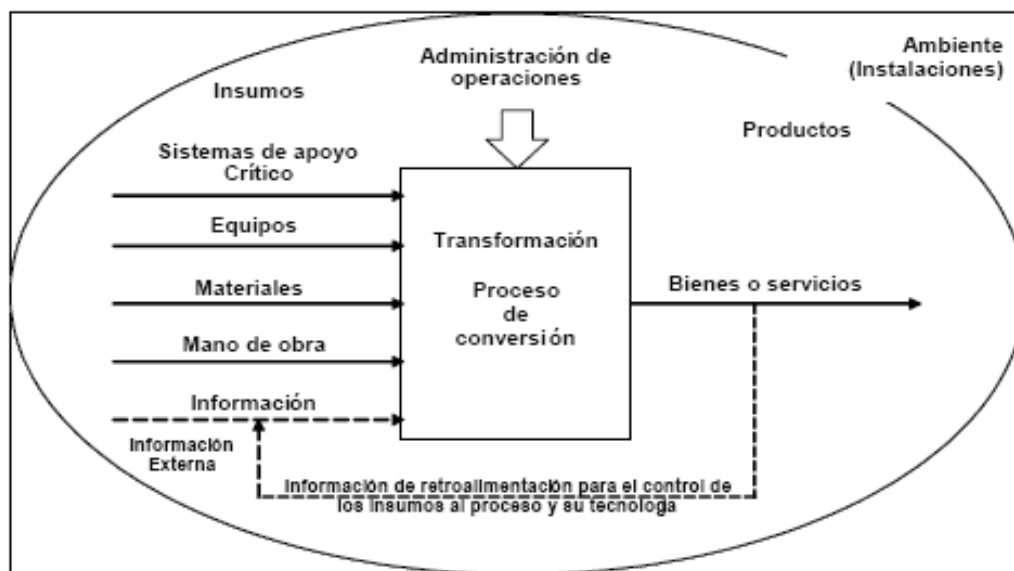 Administración de
operaciones
Ambiente
(Instalaciones)
Insumos
Productos
Sistemas de apoyo
Crítico
Equipos
Materiales
Mano de obra
Información
Información
Externa
Transformación
Proceso
de
conversión
Bienes o servicios
Información de retroalimentación para el control de
los insumos al proceso y su tecnologa